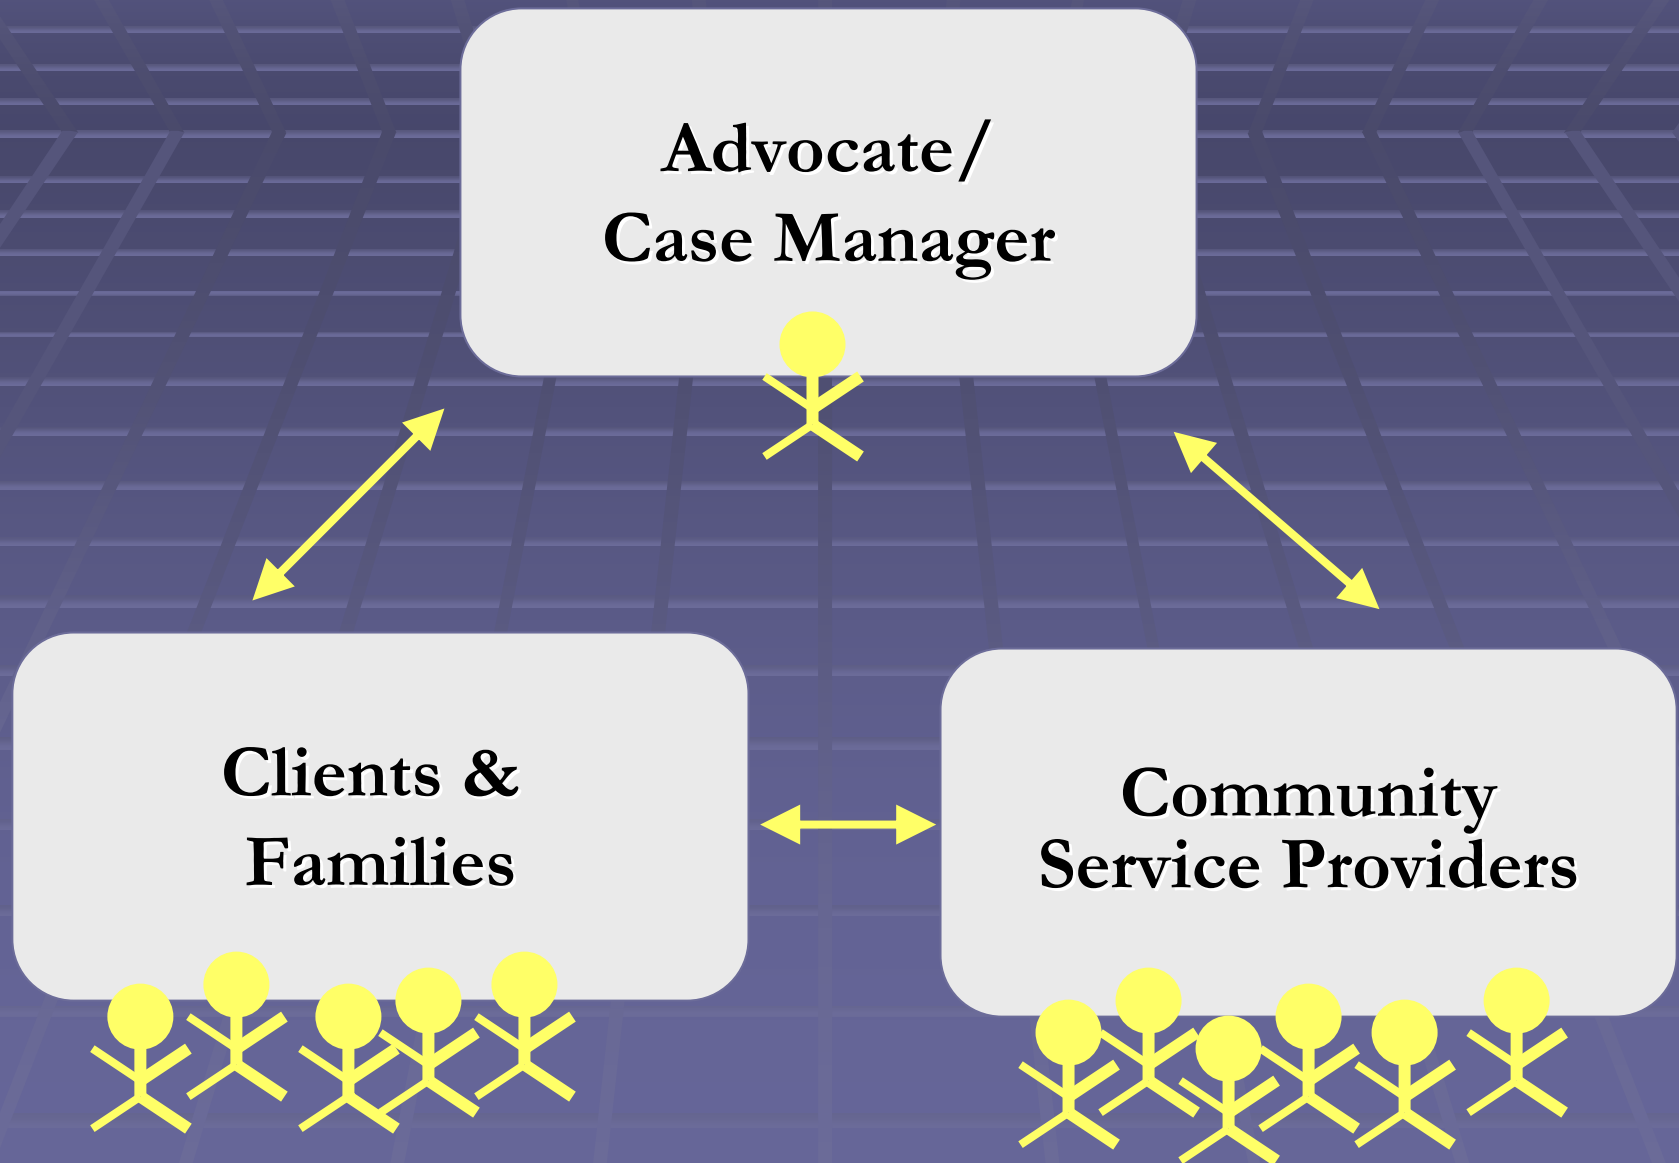 Advocate/
Case Manager
Clients &
Families
Community
Service Providers